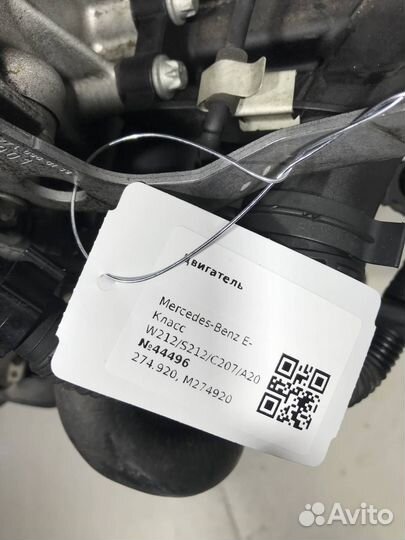 Двигатель
Mercedes-Benz E-
Класс
W212/S212/C207/A20
№44496
274.920, M274920
Avito